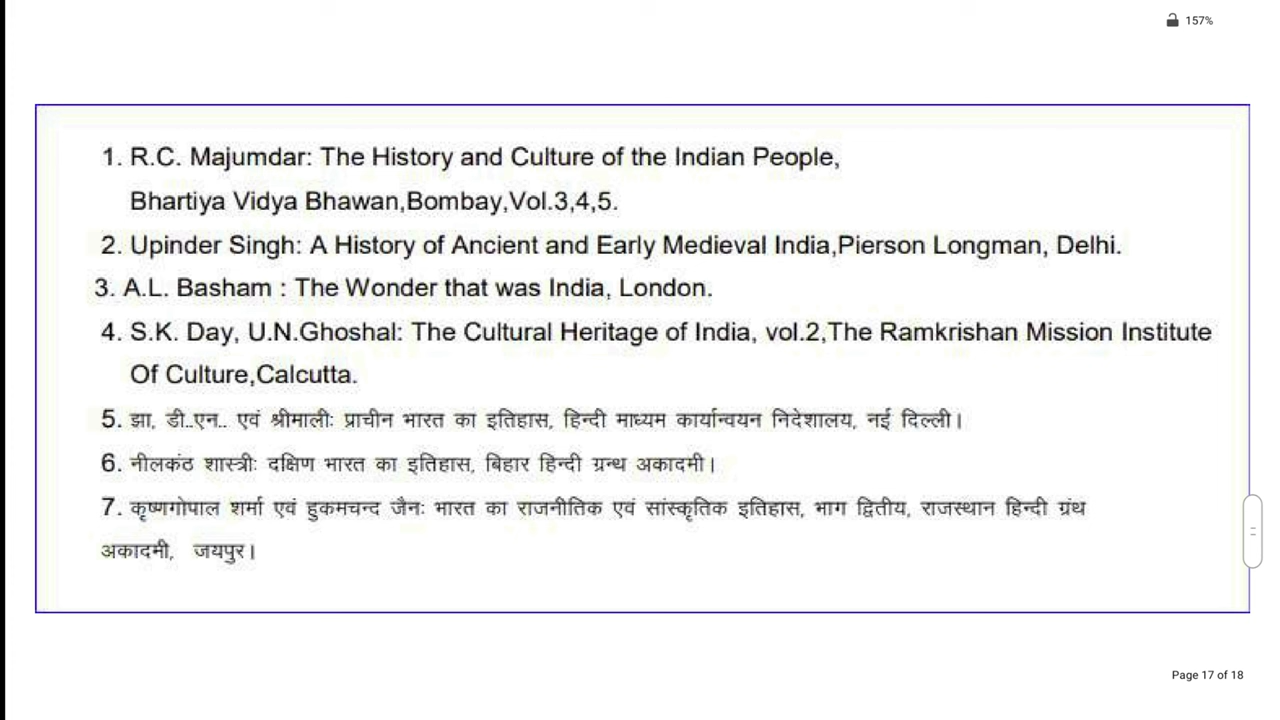 157%
1. R.C. Majumdar: The History and Culture of the Indian People,
Bhartiya Vidya Bhawan,Bombay,Vol.3,4,5.
2. Upinder Singh: A History of Ancient and Early Medieval India,Pierson Longman, Delhi.
3. A.L. Basham : The Wonder that was India, London.
4. S.K. Day, U.N.Ghoshal: The Cultural Heritage of India, vol.2,The Ramkrishan Mission Institute
Of Culture,Calcutta.
5. झा, डी..एन.. एवं श्रीमालीः प्राचीन भारत का इतिहास, हिन्दी माध्यम कार्यान्वयन निदेशालय, नई दिल्ली।
6. नीलकंठ शास्त्रीः दक्षिण भारत का इतिहास, बिहार हिन्दी ग्रन्थ अकादमी।
7. कृष्णगोपाल शर्मा एवं हुकमचन्द जैनः भारत का राजनीतिक एवं सांस्कृतिक इतिहास, भाग द्वितीय, राजस्थान हिन्दी ग्रंथ
अकादमी, जयपुर।
Page 17 of 18